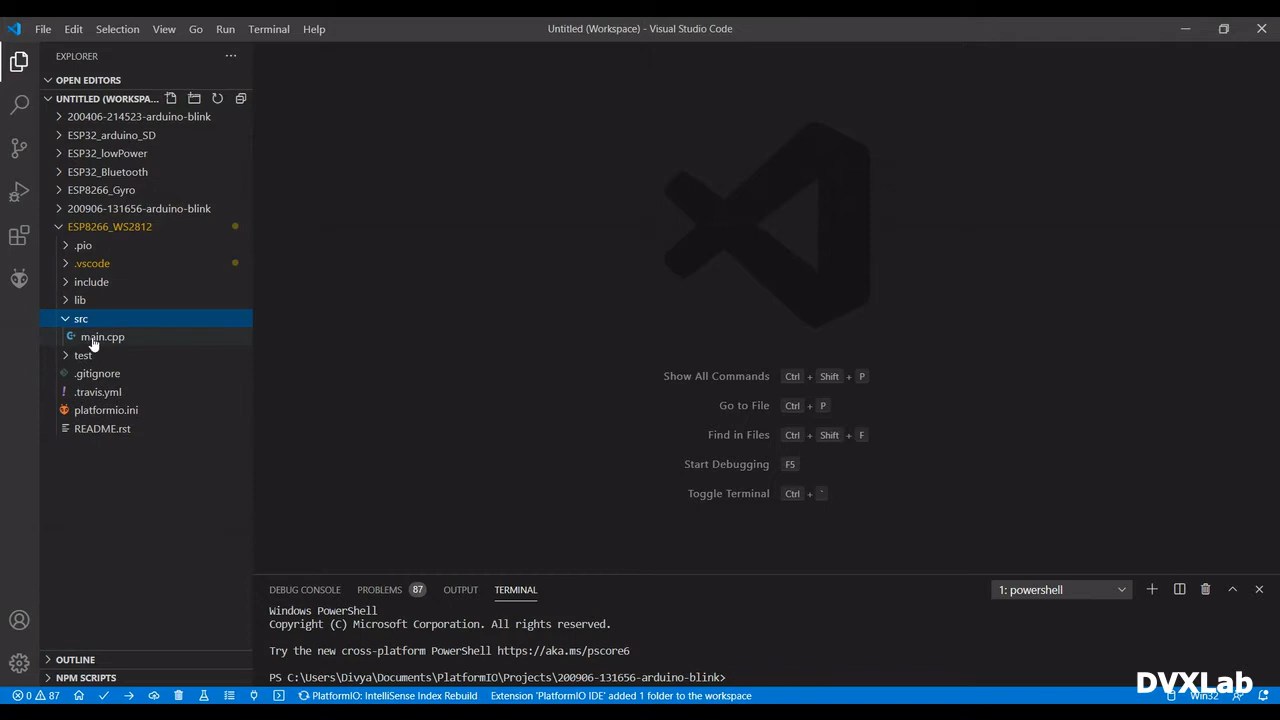 File Edit Selection View Go Run Terminal Help
Untitled (Workspace) - Visual Studio Code
EXPLORER
OPEN EDITORS
UNTITLED (WORKSPA...
200406-214523-arduino-blink
ESP32_arduino_SD
ESP32_lowPower
ESP32_Bluetooth
ESP8266_Gyro
200906-131656-arduino-blink
ESP8266_WS2812
.pio
.vscode
include
lib
src
main.cpp
test
.gitignore
.travis.yml
platformio.ini
README.rst
OUTLINE
NPM SCRIPTS
Show All Commands Ctrl + Shift + P
Go to File Ctrl + P
Find in Files Ctrl + Shift + F
Start Debugging F5
Toggle Terminal Ctrl + `
DEBUG CONSOLE PROBLEMS 87 OUTPUT TERMINAL
1: powershell
Windows PowerShell
Copyright (C) Microsoft Corporation. All rights reserved.
Try the new cross-platform PowerShell https://aka.ms/pscore6
PS C:\Users\Divya\Documents\PlatformIO\Projects\200906-131656-arduino-blink>
0 87 PlatformIO: IntelliSense Index Rebuild Extension 'PlatformIO IDE' added 1 folder to the workspace Win32
DVXLab